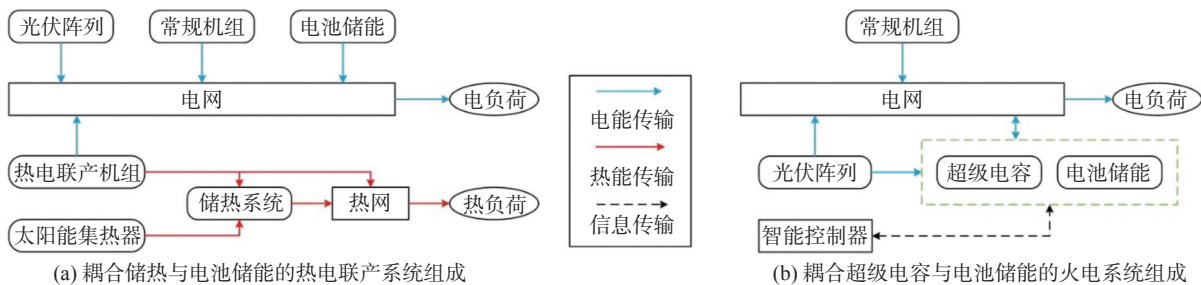 光伏阵列
常规机组
电池储能
电网
电负荷
热电联产机组
储热系统
热网
热负荷
太阳能集热器
(a) 耦合储热与电池储能的热电联产系统组成
电能传输
热能传输
信息传输
常规机组
电网
电负荷
光伏阵列
超级电容
电池储能
智能控制器
(b) 耦合超级电容与电池储能的火电系统组成